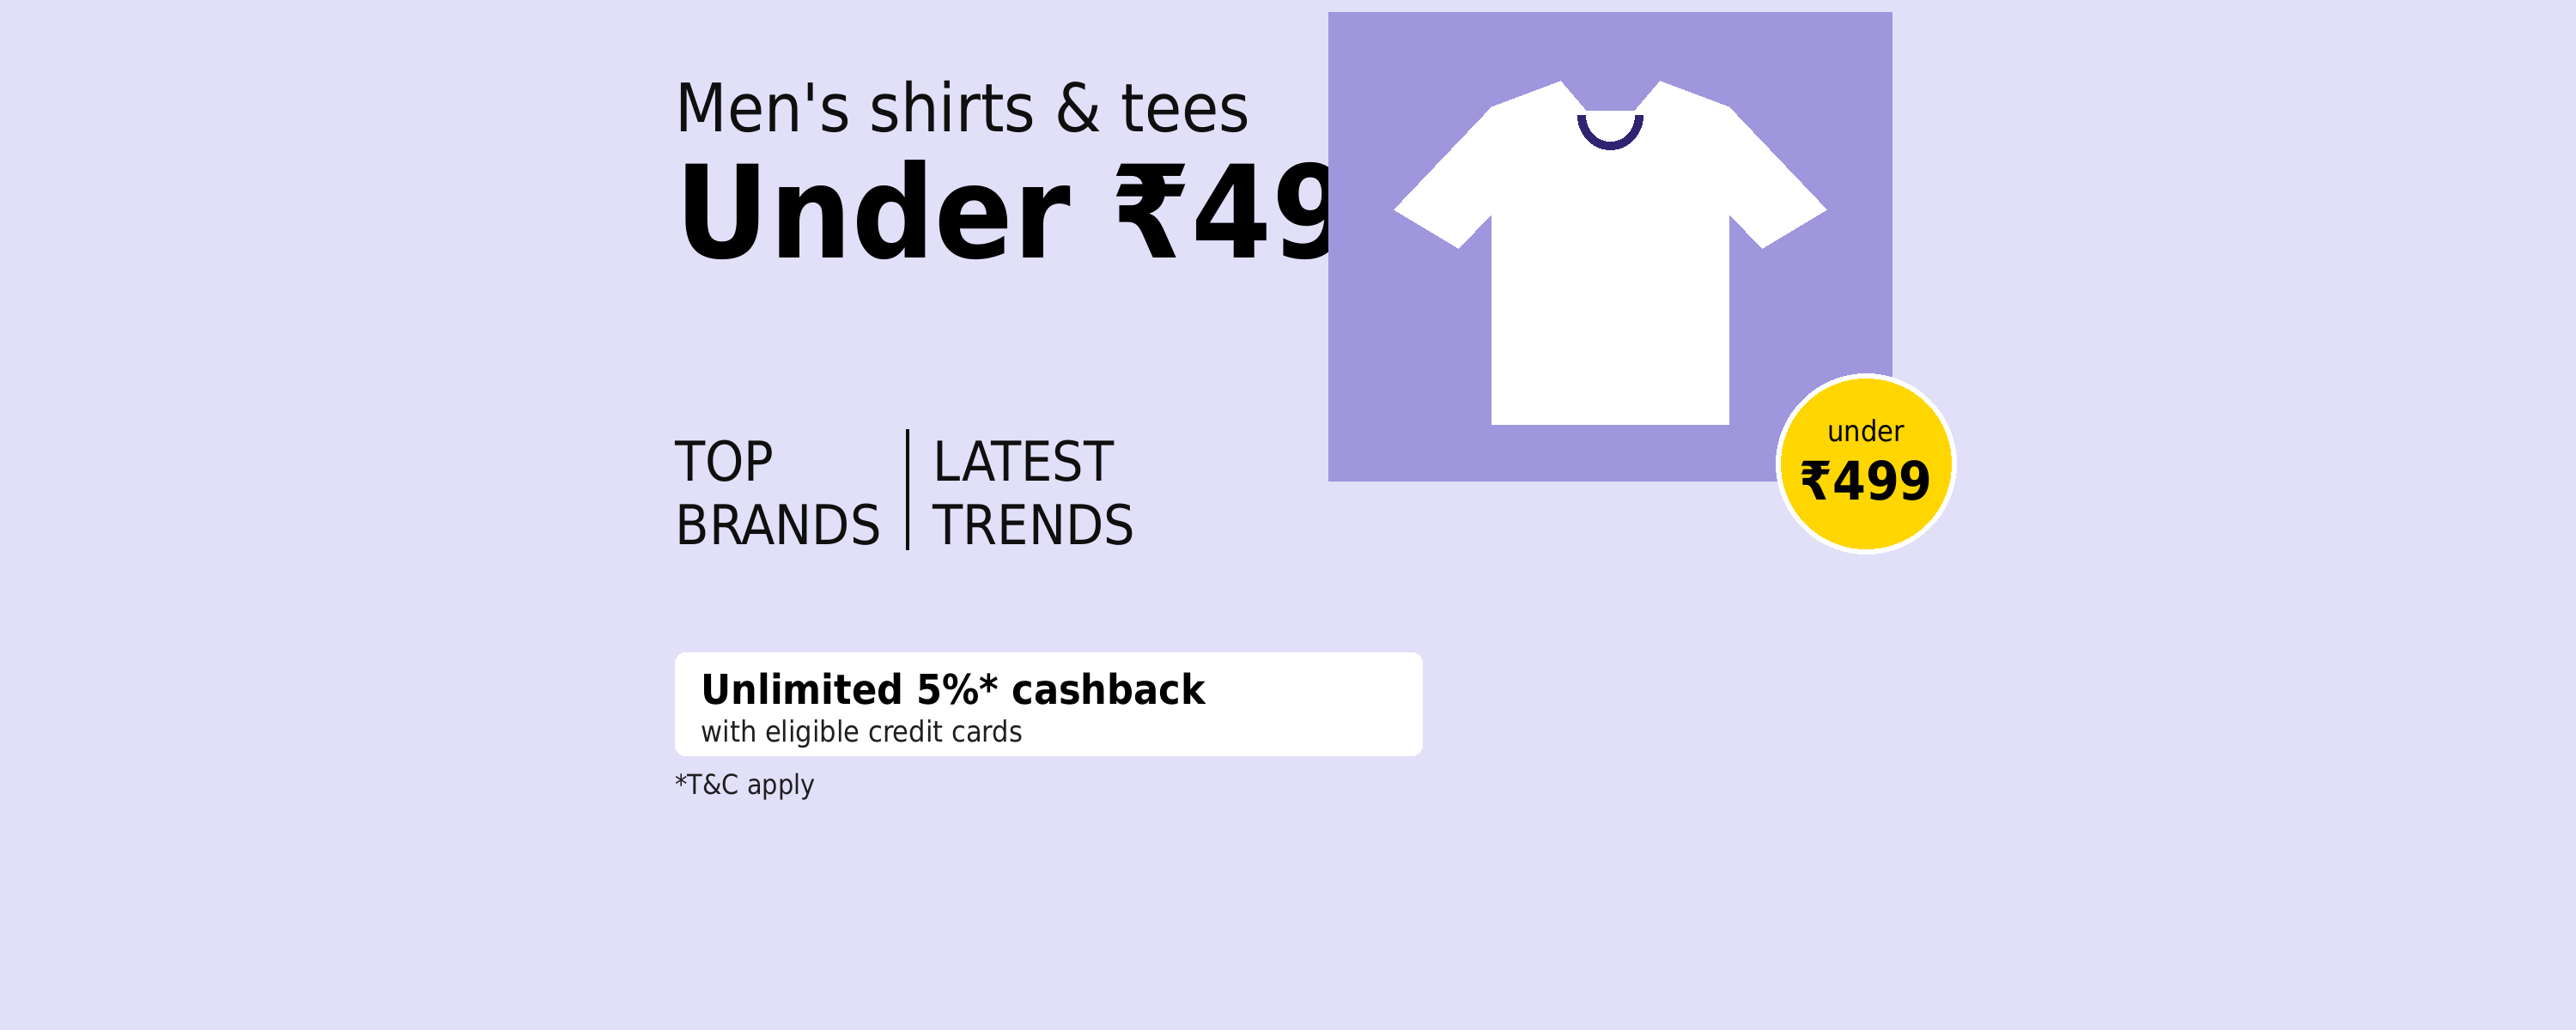 Men's shirts & tees
Under ₹49
TOP
BRANDS
LATEST
TRENDS
under
₹499
Unlimited 5%* cashback
with eligible credit cards
*T&C apply